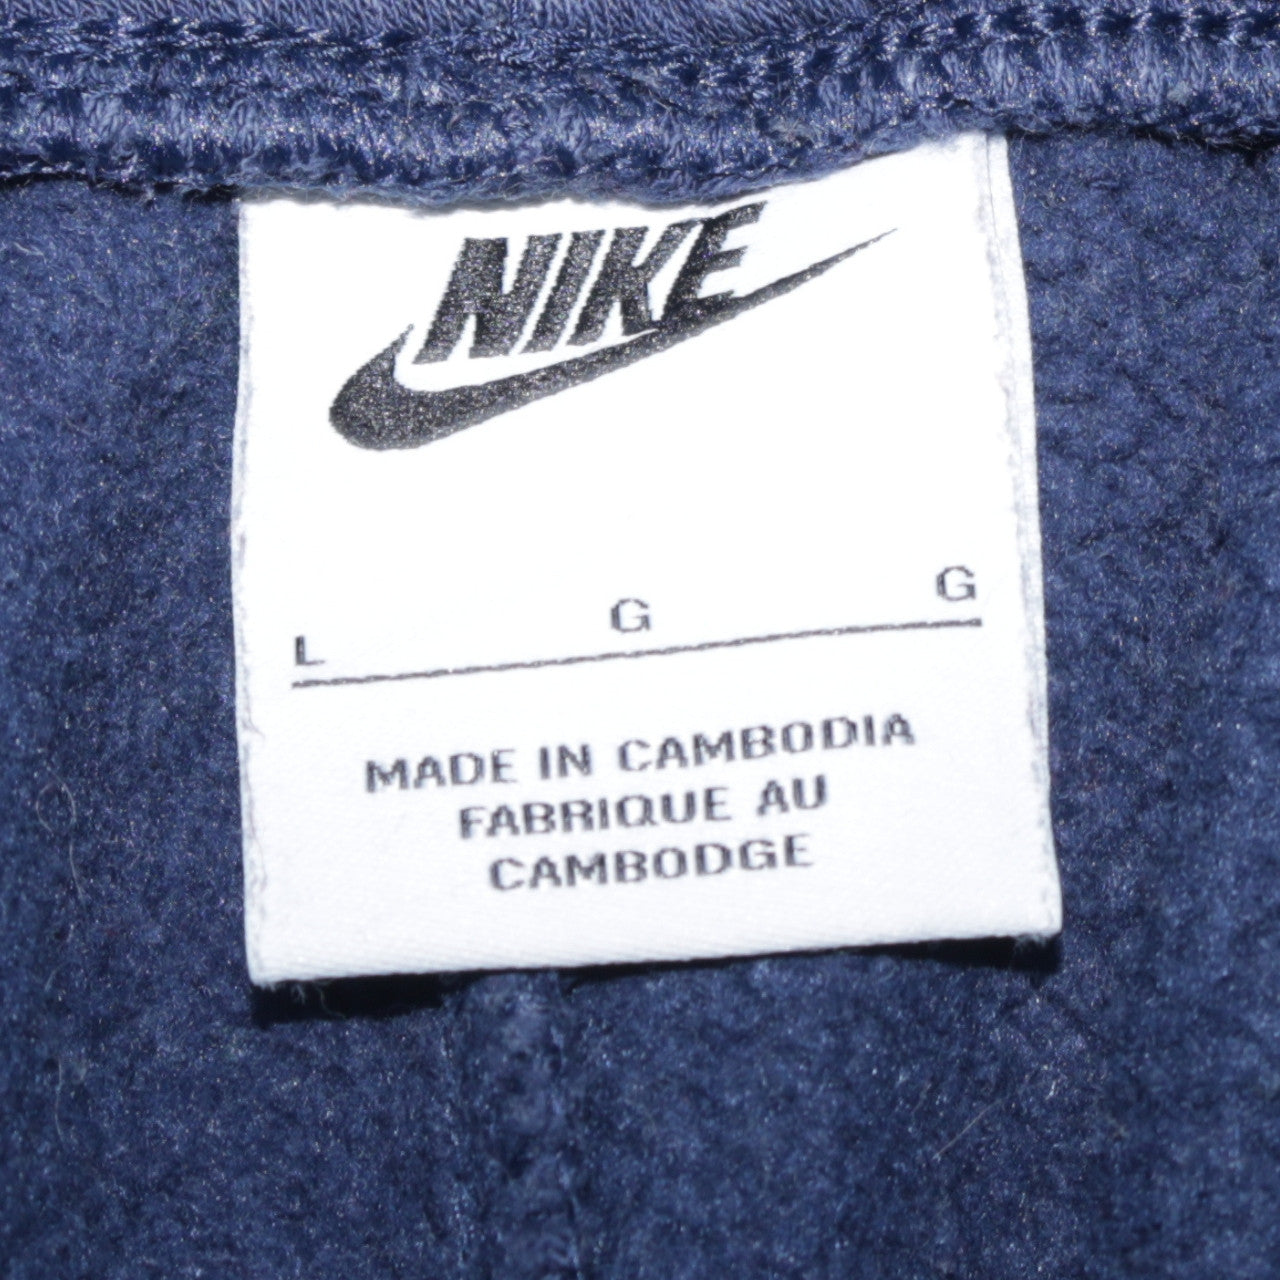 NIKE
L G G
MADE IN CAMBODIA
FABRIQUE AU
CAMBODGE